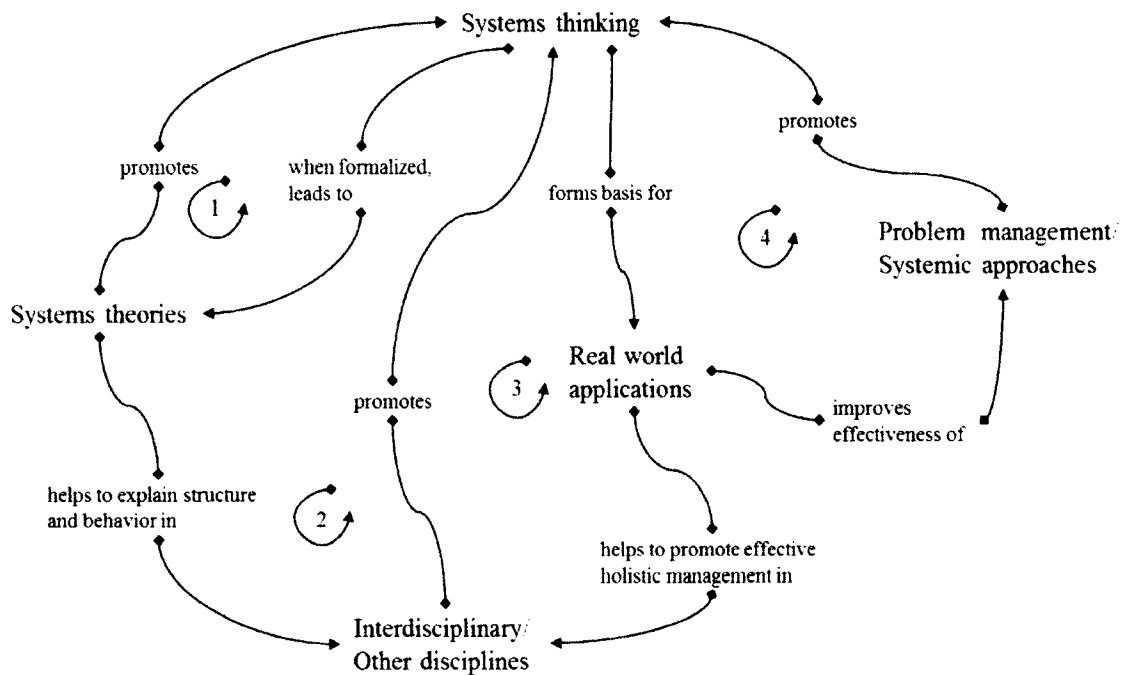 Systems thinking
promotes
promotes
when formalized,
leads to
forms basis for
1
4
Problem management/
Systemic approaches
Systems theories
Real world
applications
3
promotes
improves
effectiveness of
helps to explain structure
and behavior in
2
helps to promote effective
holistic management in
Interdisciplinary/
Other disciplines